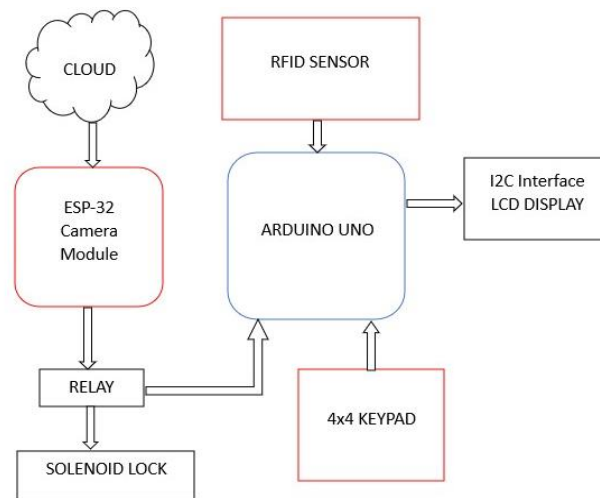 CLOUD
RFID SENSOR
ESP-32
Camera
Module
ARDUINO UNO
I2C Interface
LCD DISPLAY
RELAY
4x4 KEYPAD
SOLENOID LOCK